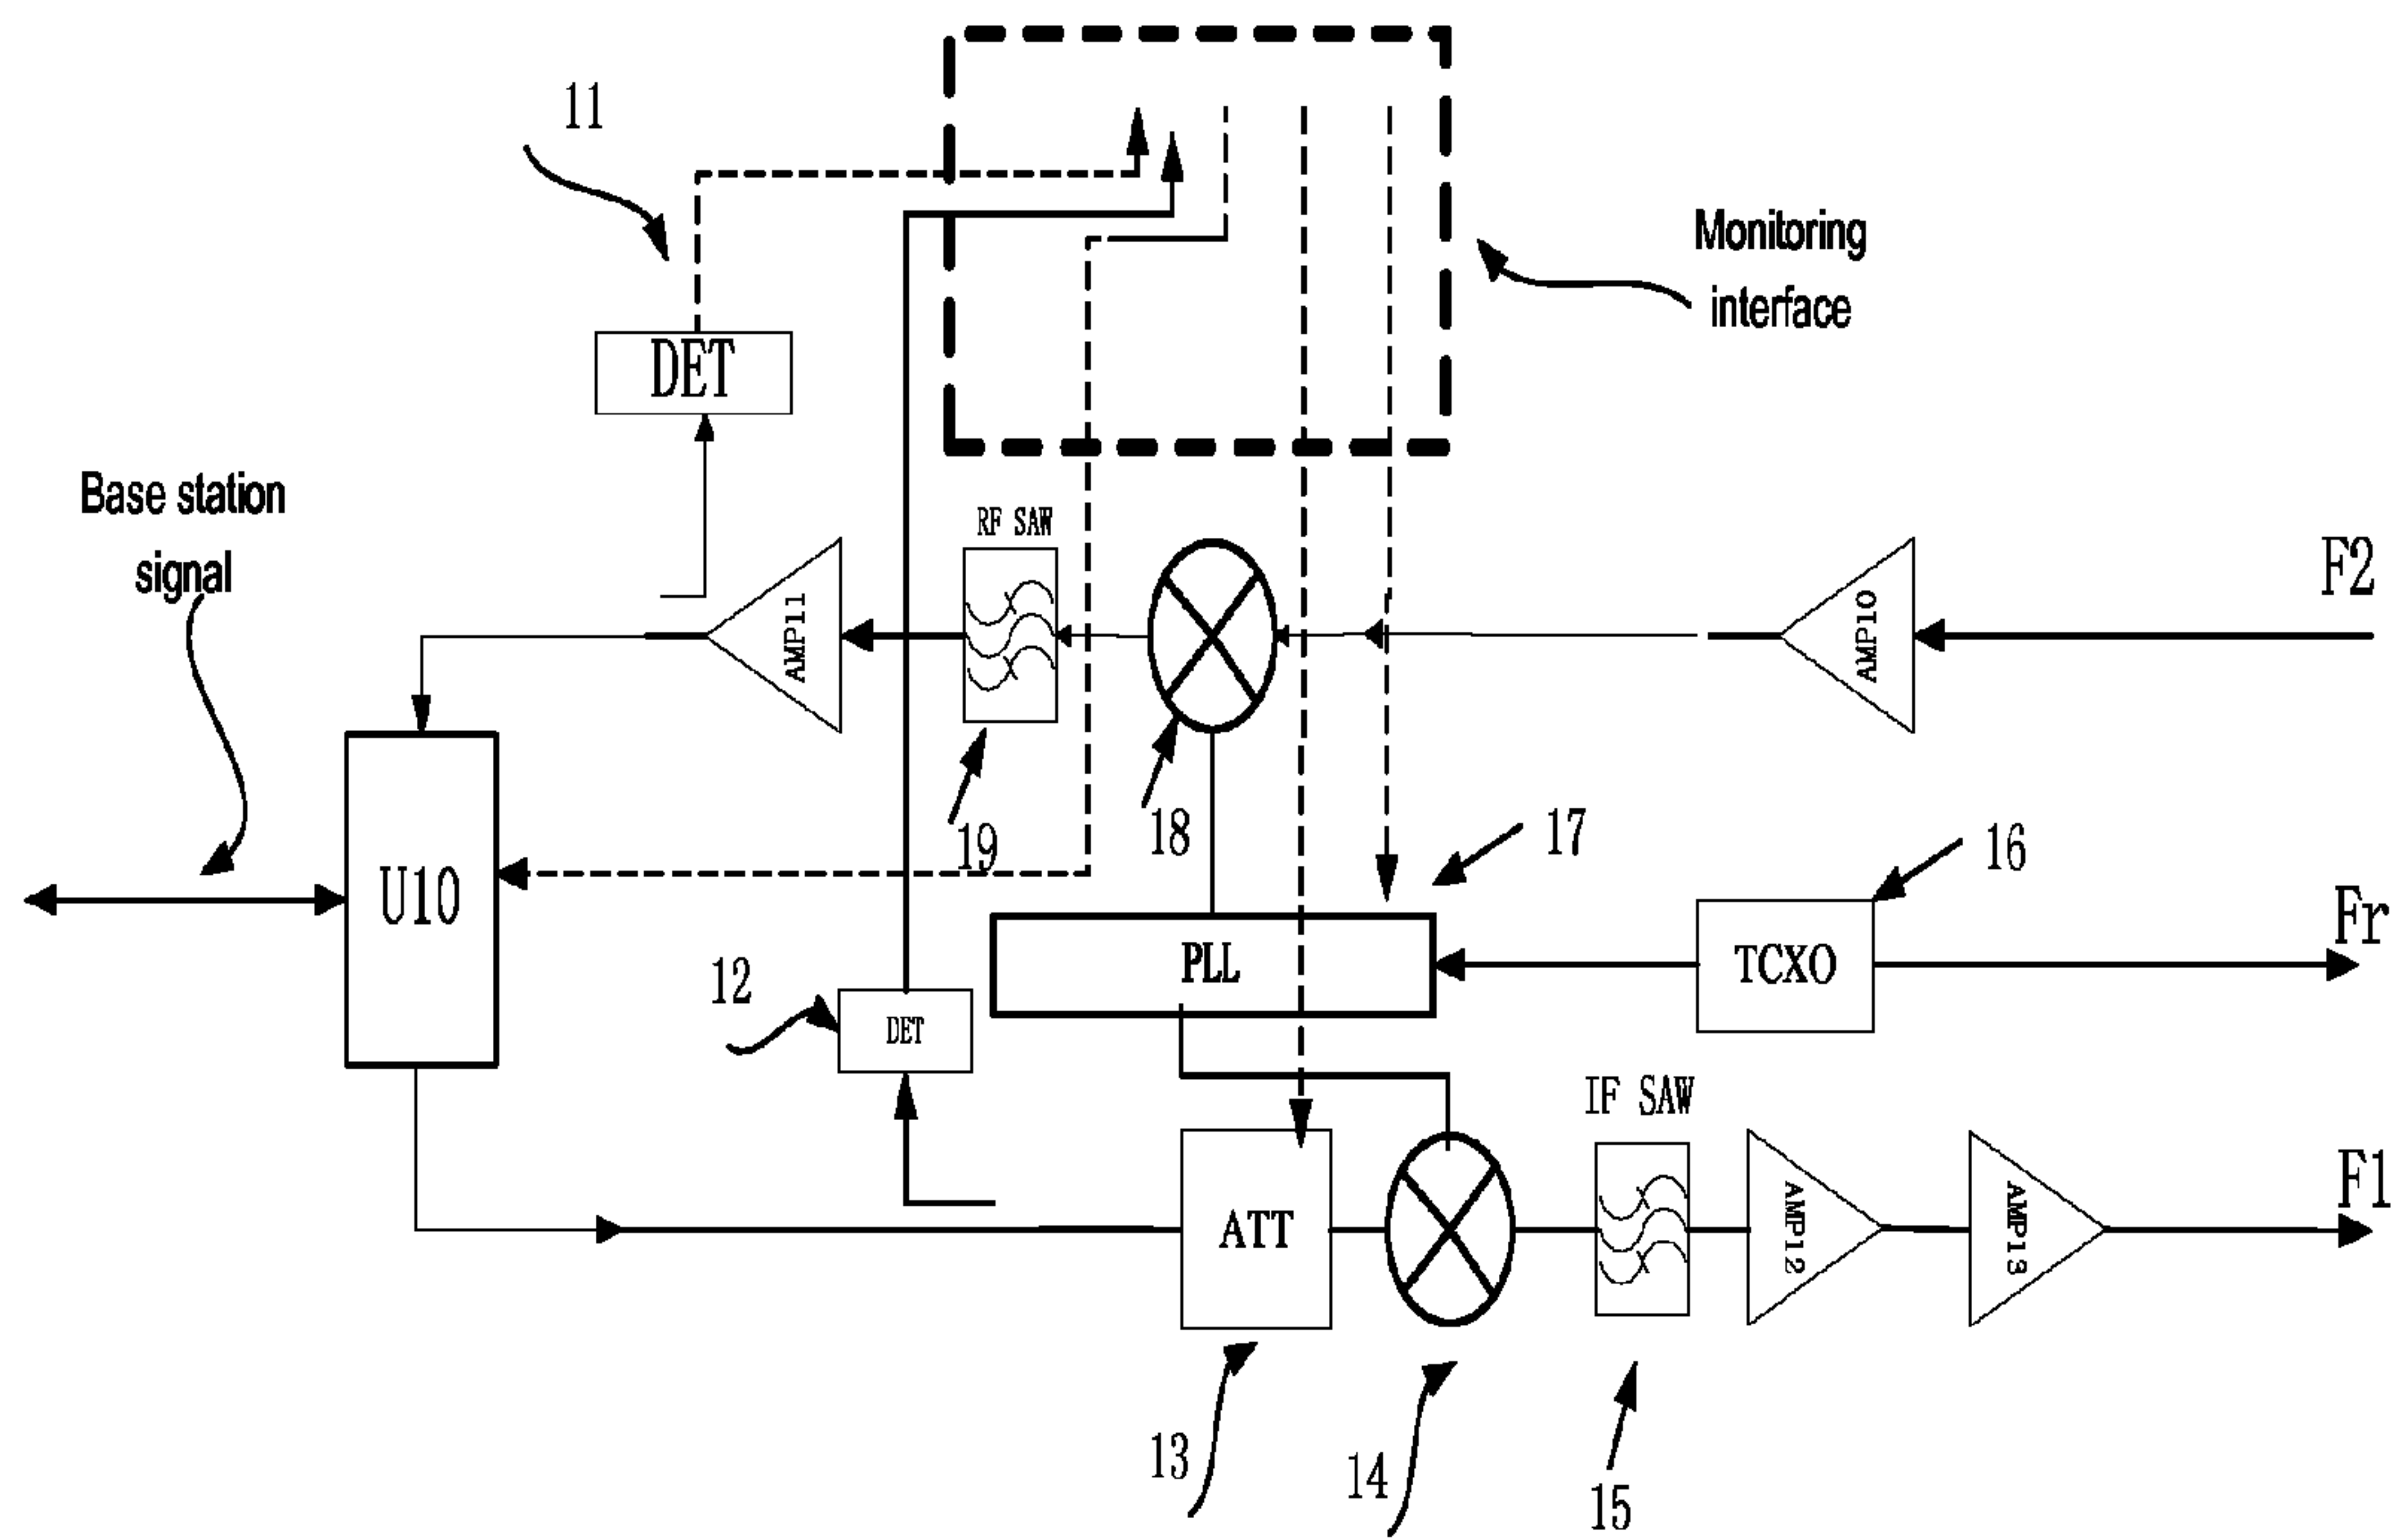 11
Monitoring
interface
DET
Base station
signal
RF SAW
F2
AMP11
AMP10
19
18
17
16
U10
Fr
PLL
TCXO
12
DET
IF SAW
F1
ATT
AMP12
AMP13
13
14
15